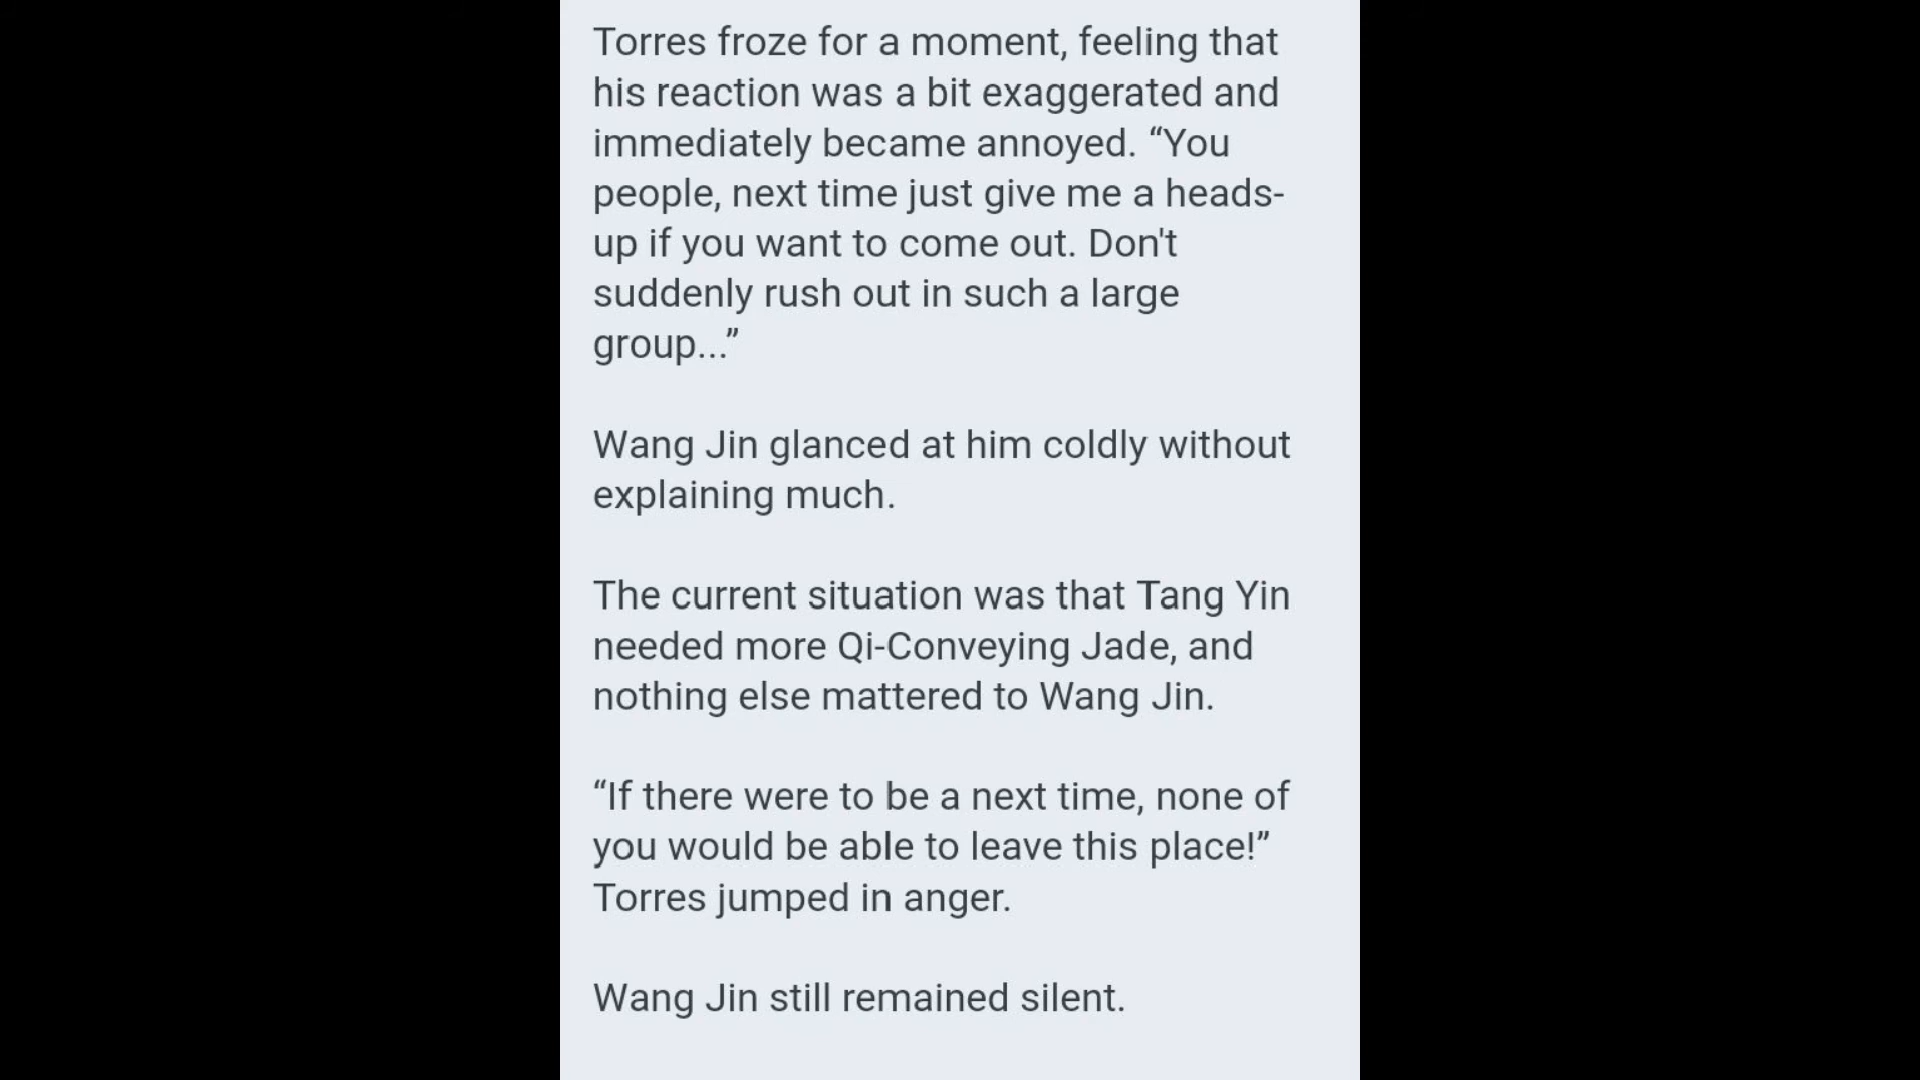 Torres froze for a moment, feeling that
his reaction was a bit exaggerated and
immediately became annoyed. “You
people, next time just give me a heads-
up if you want to come out. Don't
suddenly rush out in such a large
group...”
Wang Jin glanced at him coldly without
explaining much.
The current situation was that Tang Yin
needed more Qi-Conveying Jade, and
nothing else mattered to Wang Jin.
“If there were to be a next time, none of
you would be able to leave this place!”
Torres jumped in anger.
Wang Jin still remained silent.